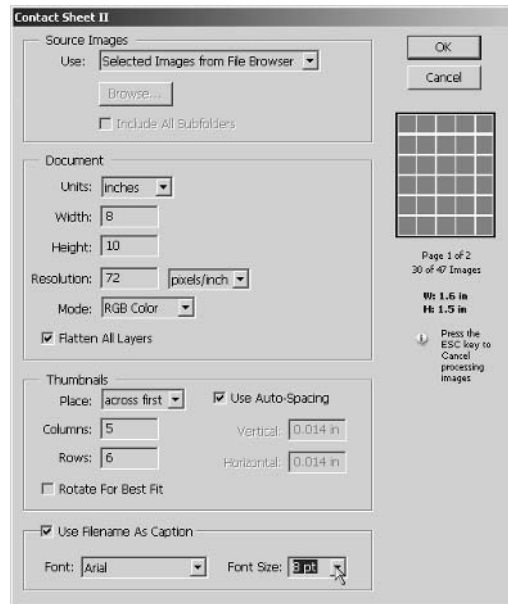 Contact Sheet II
Source Images
Use: Selected Images from File Browser
Browse...
Include All Subfolders
Document
Units: inches
Width: 8
Height: 10
Resolution: 72 pixels/inch
Mode: RGB Color
Flatten All Layers
Thumbnails
Place: across first
Use Auto-Spacing
Columns: 5
Vertical: 0.014 in
Rows: 6
Horizontal: 0.014 in
Rotate For Best Fit
Use Filename As Caption
Font: Arial
Font Size: 8 pt
OK
Cancel
Page 1 of 2
30 of 47 Images
W: 1.6 in
H: 1.5 in
Press the
ESC key to
Cancel
processing
images